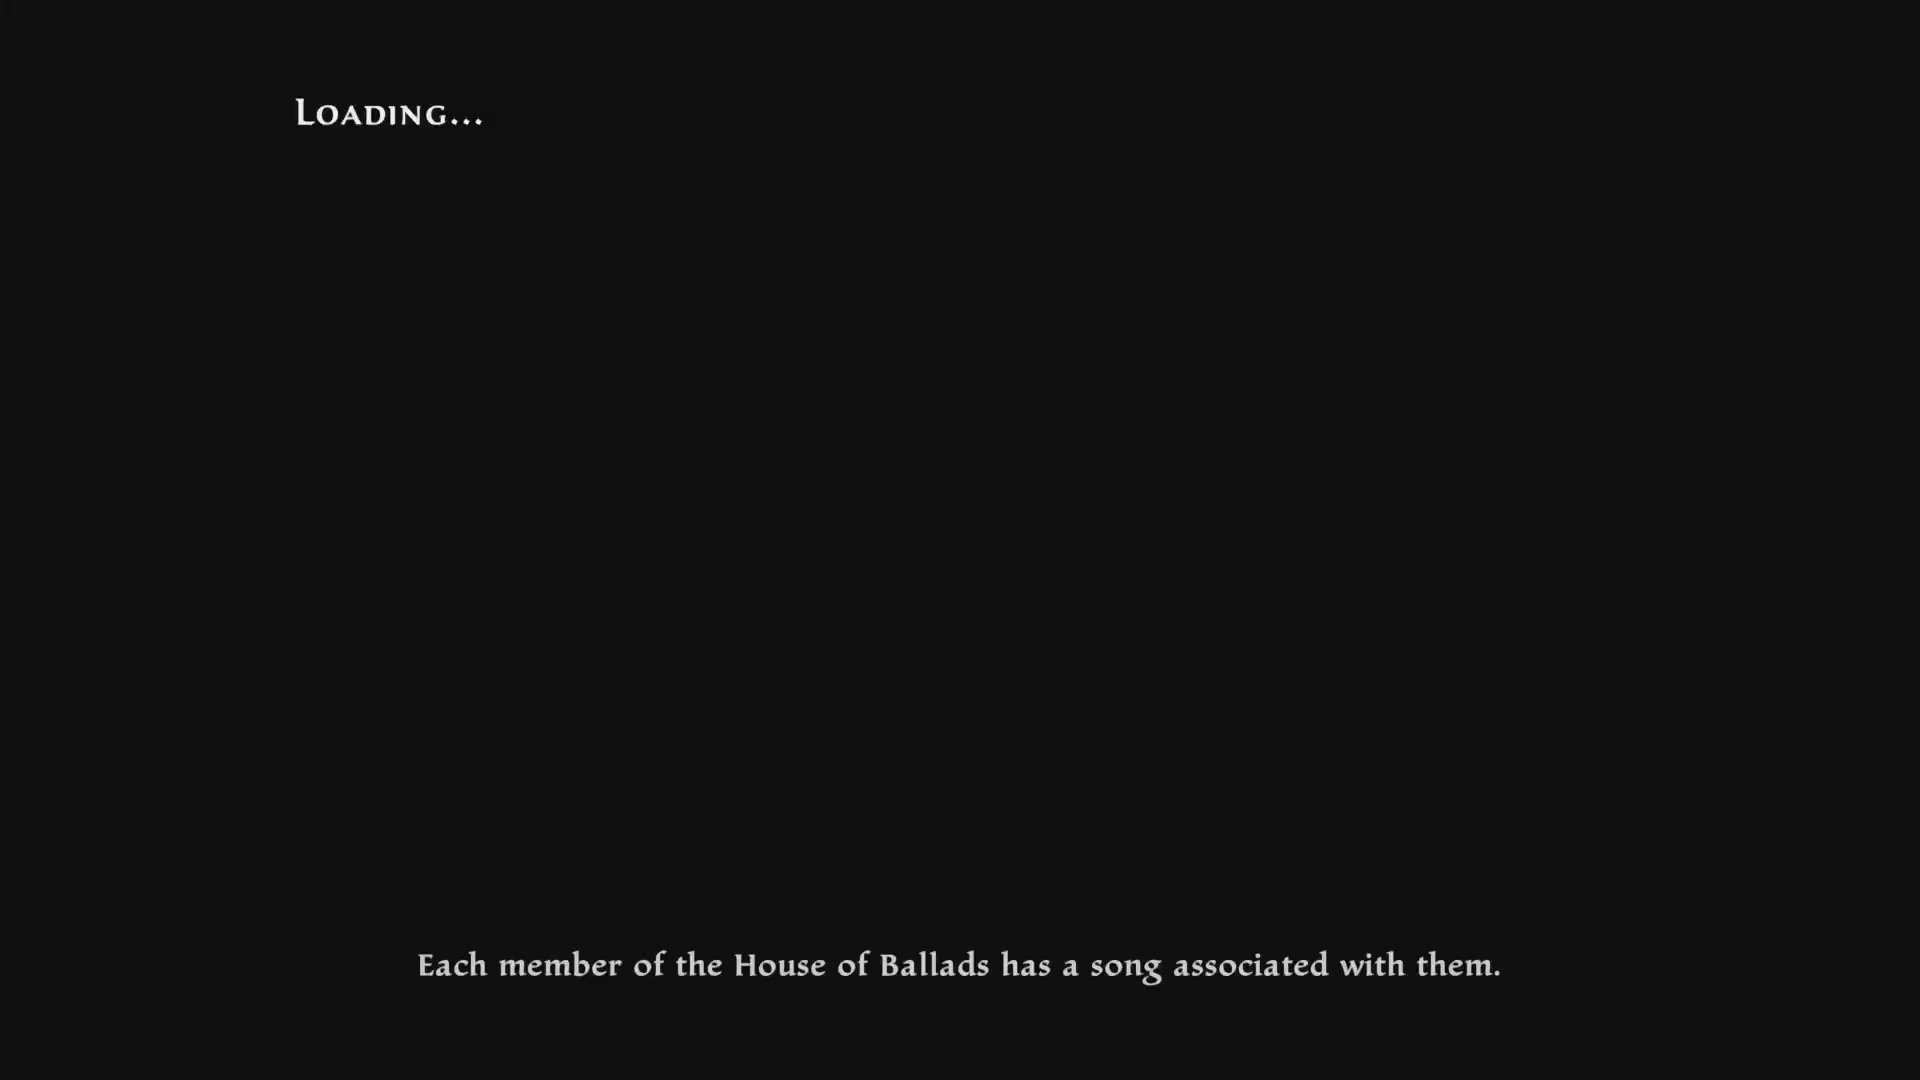 Loading...
Each member of the House of Ballads has a song associated with them.